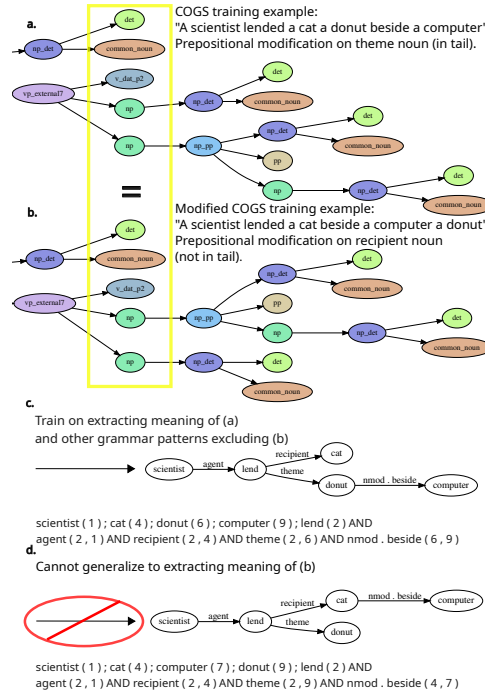 a.
COGS training example:
"A scientist lended a cat a donut beside a computer"
Prepositional modification on theme noun (in tail).
det
np_det
common_noun
v_dat_p2
det
vp_external7
np
np_det
common_noun
det
np_det
np
np_pp
common_noun
pp
det
np
np_det
common_noun
=
b.
Modified COGS training example:
"A scientist lended a cat beside a computer a donut"
Prepositional modification on recipient noun
(not in tail).
det
np_det
common_noun
det
np_det
v_dat_p2
common_noun
vp_external7
pp
np
np_pp
det
np
np_det
common_noun
np
np_det
det
common_noun
c.
Train on extracting meaning of (a)
and other grammar patterns excluding (b)
cat
recipient
scientist
agent
lend
theme
donut
nmod . beside
computer
scientist ( 1 ) ; cat ( 4 ) ; donut ( 6 ) ; computer ( 9 ) ; lend ( 2 ) AND
agent ( 2 , 1 ) AND recipient ( 2 , 4 ) AND theme ( 2 , 6 ) AND nmod . beside ( 6 , 9 )
d.
Cannot generalize to extracting meaning of (b)
cat
nmod . beside
computer
recipient
scientist
agent
lend
theme
donut
scientist ( 1 ) ; cat ( 4 ) ; computer ( 7 ) ; donut ( 9 ) ; lend ( 2 ) AND
agent ( 2 , 1 ) AND recipient ( 2 , 4 ) AND theme ( 2 , 9 ) AND nmod . beside ( 4 , 7 )